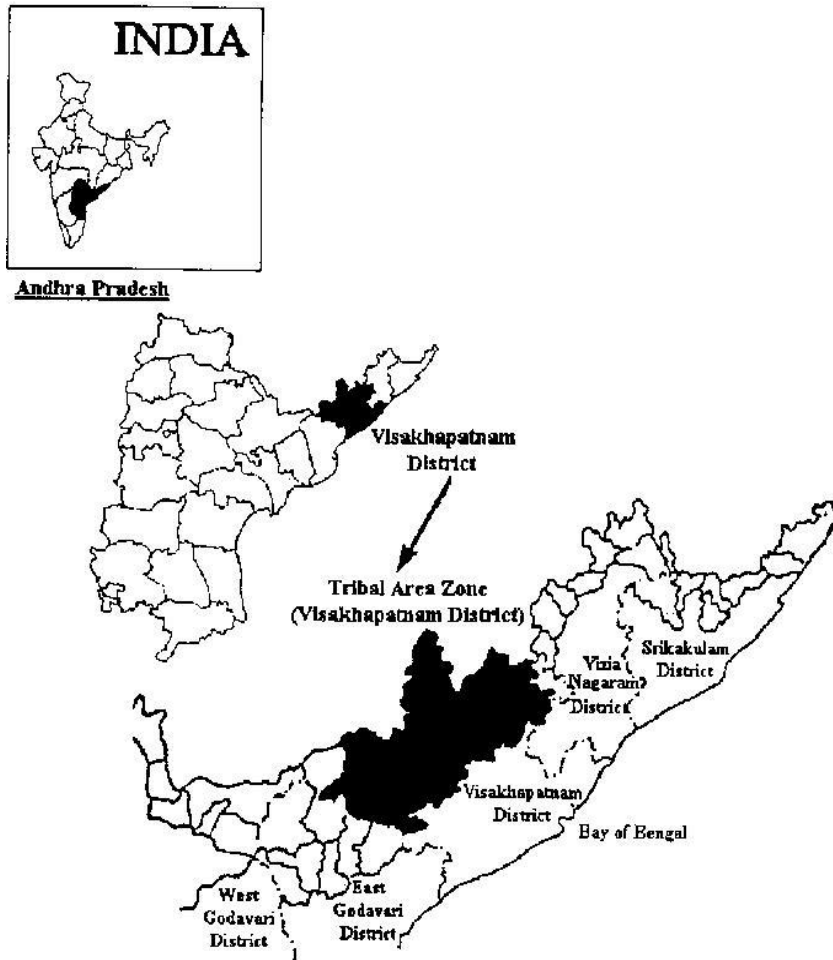 INDIA
Andhra Pradesh
Visakhapatnam
District
Tribal Area Zone
(Visakhapatnam District)
Srikakulam
District
Vizia
Nagaram
District
Visakhapatnam
District
Bay of Bengal
West
Godavari
District
East
Godavari
District